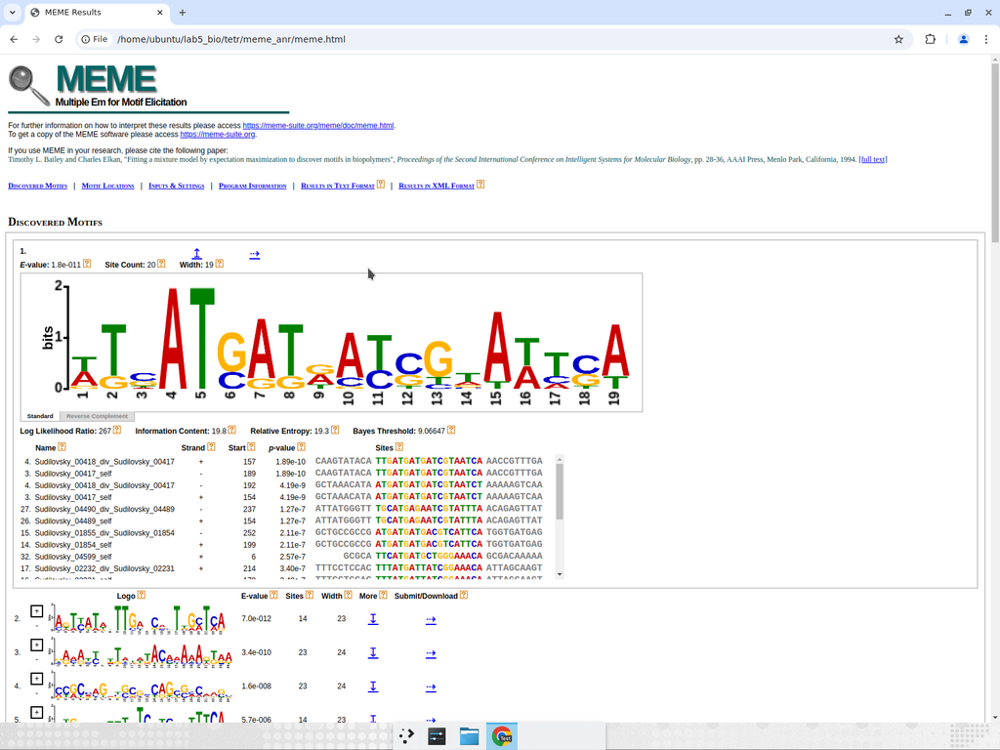 MEME Results
File
/home/ubuntu/lab5_bio/tetr/meme_anr/meme.html
MEME
Multiple Em for Motif Elicitation
For further information on how to interpret these results please access https://meme-suite.org/meme/doc/meme.html.
To get a copy of the MEME software please access https://meme-suite.org.
If you use MEME in your research, please cite the following paper:
Timothy L. Bailey and Charles Elkan, "Fitting a mixture model by expectation maximization to discover motifs in biopolymers", Proceedings of the Second International Conference on Intelligent Systems for Molecular Biology, pp. 28-36, AAAI Press, Menlo Park, California, 1994. [full text]
Discovered Motifs | Motif Locations | Inputs & Settings | Program Information | Results in Text Format ? | Results in XML Format ?
Discovered Motifs
1. ↥ ⇢
E-value: 1.8e-011 ? Site Count: 20 ? Width: 19 ?
bits
2
1
0
1 2 3 4 5 6 7 8 9 10 11 12 13 14 15 16 17 18 19
Standard Reverse Complement
Log Likelihood Ratio: 267 ? Information Content: 19.8 ? Relative Entropy: 19.3 ? Bayes Threshold: 9.06647 ?
Name ? Strand ? Start ? p-value ? Sites ?
4. Sudilovsky_00418_div_Sudilovsky_00417 + 157 1.89e-10 CAAGTATACA TTGATGATGATCGTAATCA AACCGTTTGA
3. Sudilovsky_00417_self - 189 1.89e-10 CAAGTATACA TTGATGATGATCGTAATCA AACCGTTTGA
4. Sudilovsky_00418_div_Sudilovsky_00417 - 192 4.19e-9 GCTAAACATA ATGATGATGATCGTAATCT AAAAAGTCAA
3. Sudilovsky_00417_self + 154 4.19e-9 GCTAAACATA ATGATGATGATCGTAATCT AAAAAGTCAA
27. Sudilovsky_04490_div_Sudilovsky_04489 - 237 1.27e-7 ATTATGGGTT TGCATGAGAATCGTATTTA ACAGAGTTAT
26. Sudilovsky_04489_self + 154 1.27e-7 ATTATGGGTT TGCATGAGAATCGTATTTA ACAGAGTTAT
15. Sudilovsky_01855_div_Sudilovsky_01854 - 252 2.11e-7 GCTGCCGCCG ATGATGATGACGTCATTCA TGGTGATGAG
14. Sudilovsky_01854_self + 199 2.11e-7 GCTGCCGCCG ATGATGATGACGTCATTCA TGGTGATGAG
32. Sudilovsky_04599_self + 6 2.57e-7 GCGCA TTCATGATGCTGGGAAACA GCGACAAAAA
17. Sudilovsky_02232_div_Sudilovsky_02231 + 214 3.40e-7 TTTCCTCCAC TTTATGATTATCGGAAACA ATTAGCAAGT
Logo ? E-value ? Sites ? Width ? More ? Submit/Download ?
2. + - 7.0e-012 14 23 ↧ ⇢
3. + - 3.4e-010 23 24 ↧ ⇢
4. + - 1.6e-008 23 24 ↧ ⇢
5. + 5.7e-006 14 23 ↧ ⇢
Test